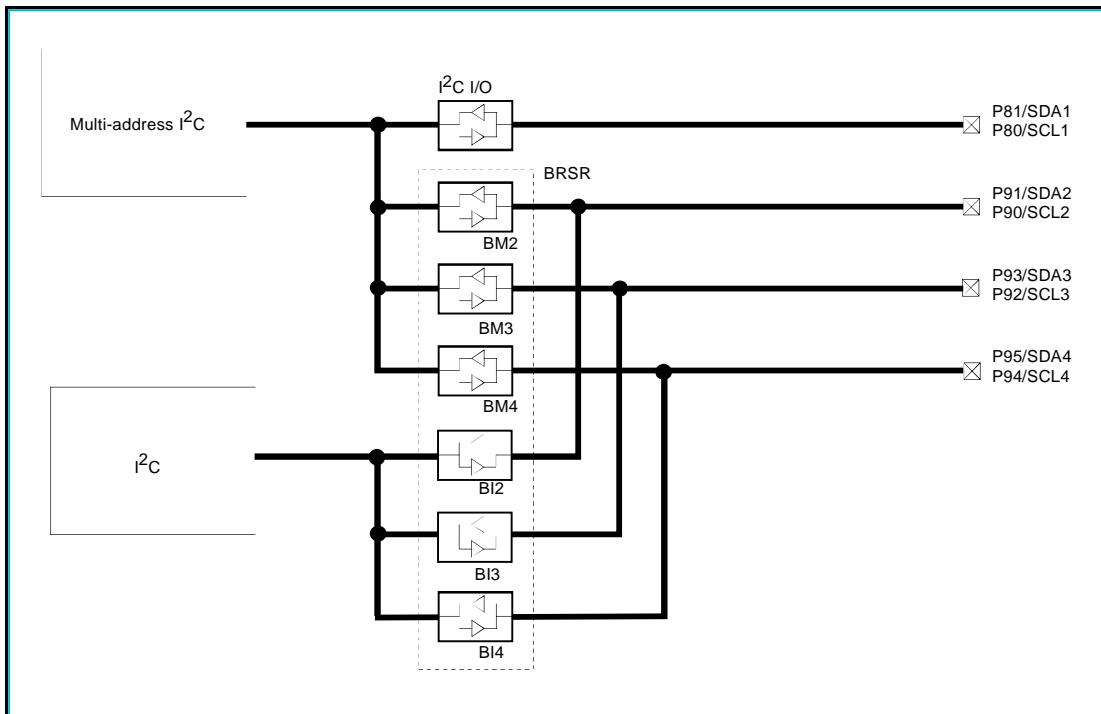 I²C I/O
Multi-address I²C
P81/SDA1
P80/SCL1
BRSR
P91/SDA2
P90/SCL2
BM2
P93/SDA3
P92/SCL3
BM3
P95/SDA4
P94/SCL4
BM4
I²C
BI2
BI3
BI4